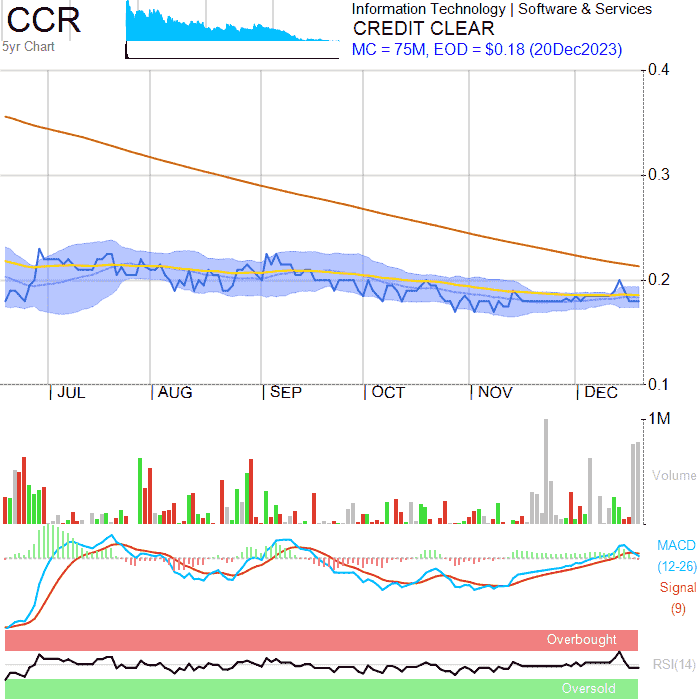 CCR
5yr Chart
Information Technology | Software & Services
CREDIT CLEAR
MC = 75M, EOD = $0.18 (20Dec2023)
0.4
0.3
0.2
0.1
| JUL | AUG | SEP | OCT | NOV | DEC
1M
Volume
MACD
(12-26)
Signal
(9)
Overbought
RSI(14)
Oversold